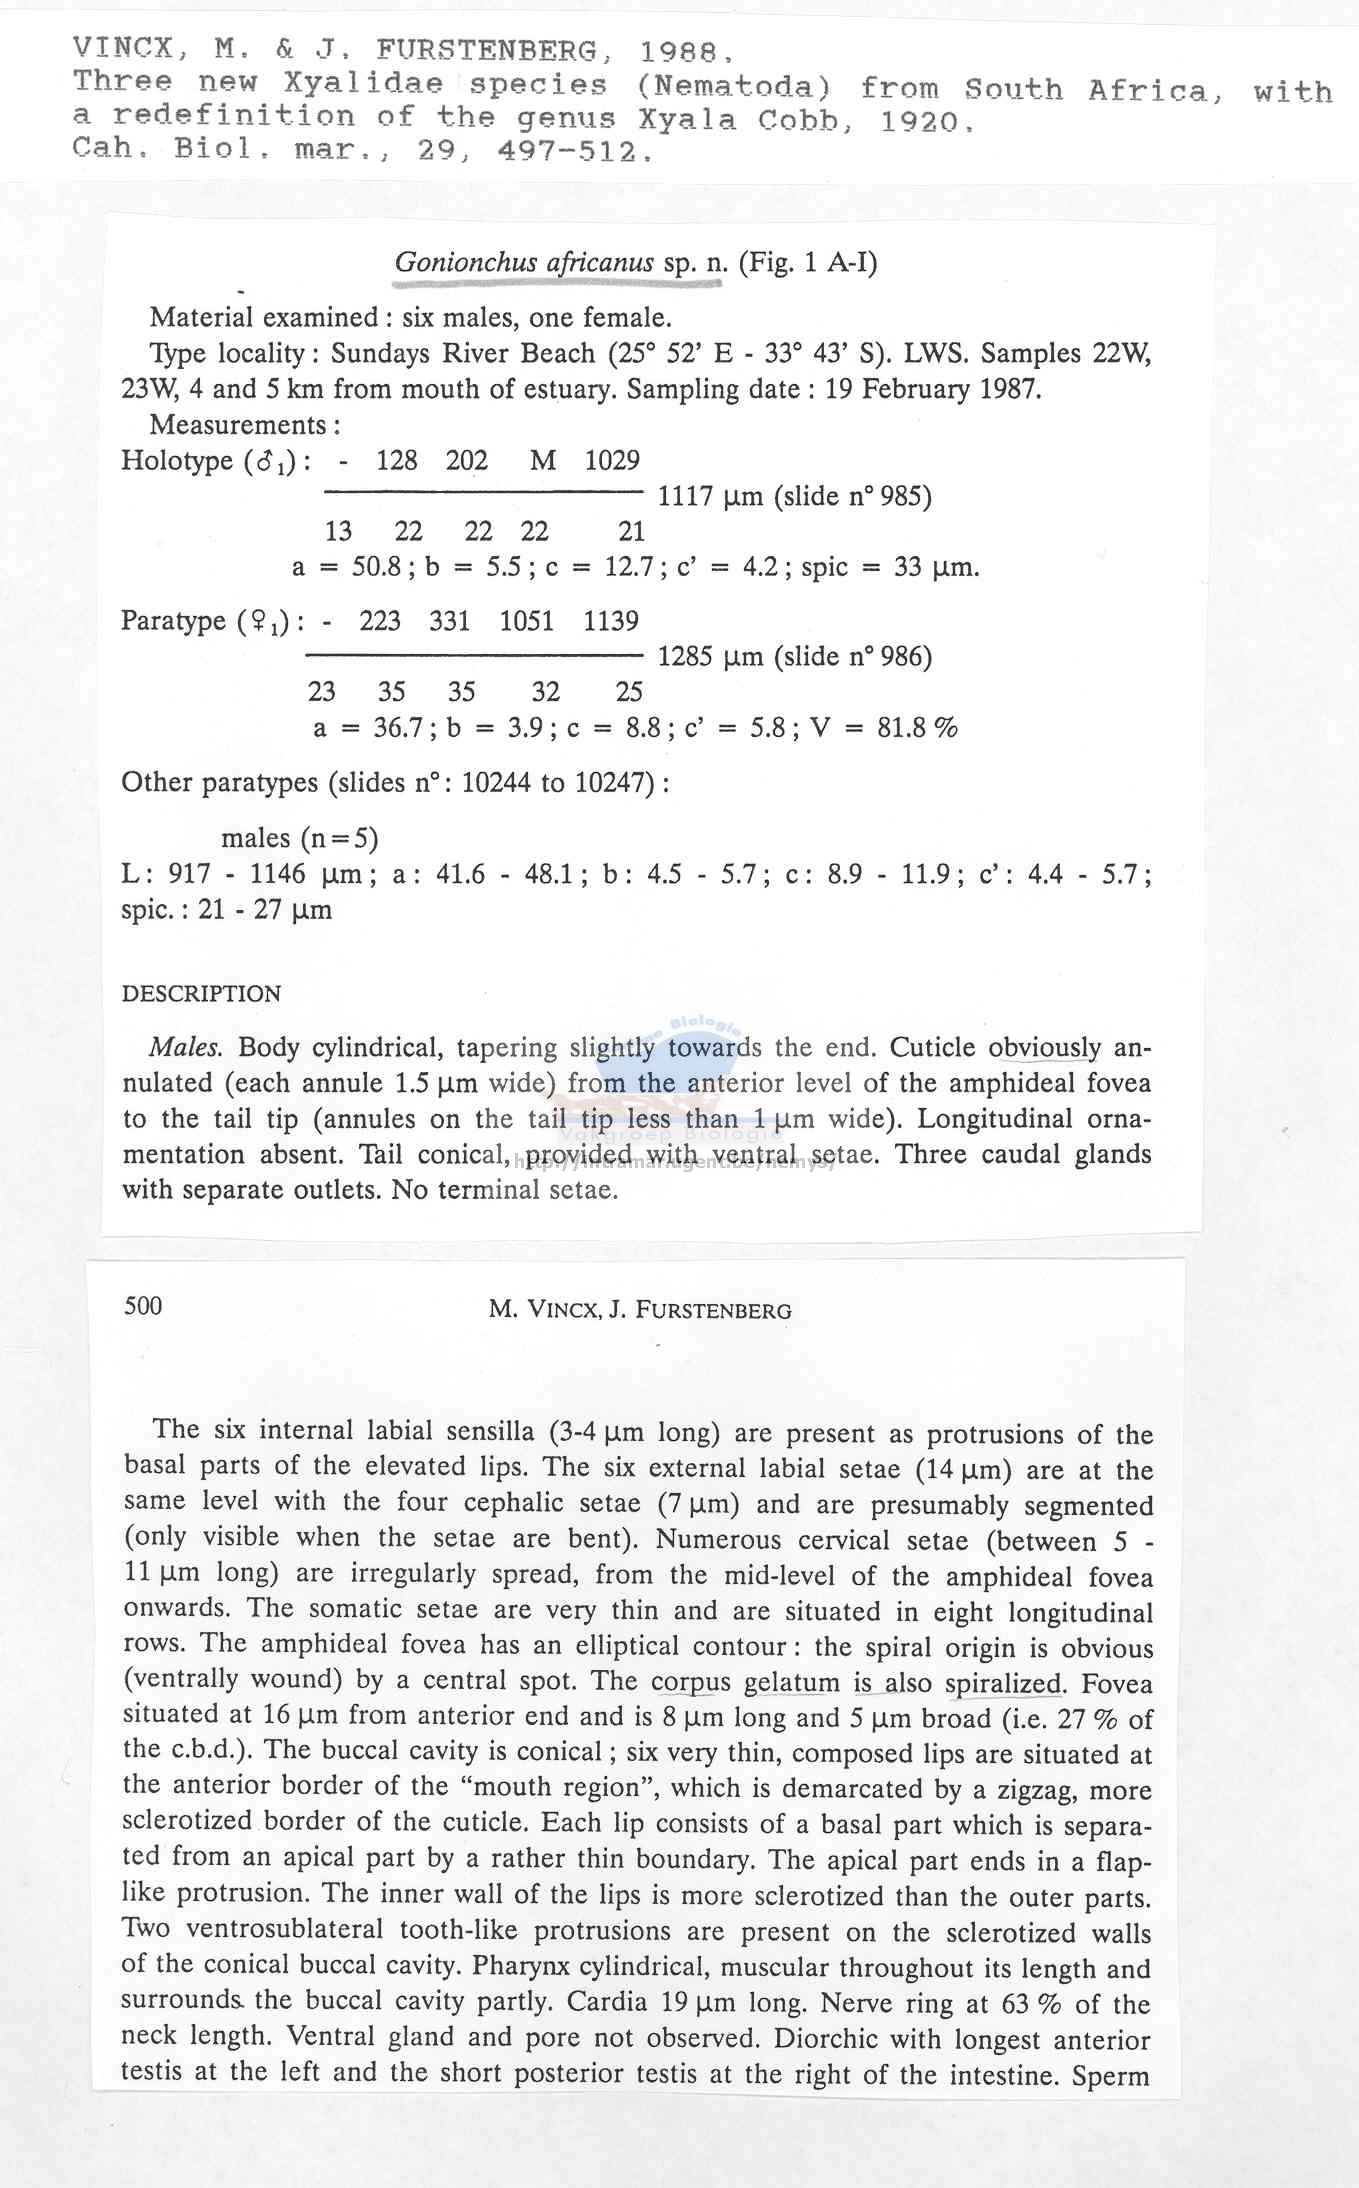 VINCX, M. & J. FURSTENBERG, 1988.
Three new Xyalidae species (Nematoda) from South Africa, with
a redefinition of the genus Xyala Cobb, 1920.
Cah. Biol. mar., 29, 497-512.
Gonionchus africanus sp. n. (Fig. 1 A-I)
Material examined : six males, one female.
Type locality : Sundays River Beach (25° 52’ E - 33° 43’ S). LWS. Samples 22W,
23W, 4 and 5 km from mouth of estuary. Sampling date : 19 February 1987.
Measurements :
Holotype (♂1) : - 128 202 M 1029
1117 µm (slide n° 985)
13 22 22 22 21
a = 50.8 ; b = 5.5 ; c = 12.7 ; c’ = 4.2 ; spic = 33 µm.
Paratype (♀1) : - 223 331 1051 1139
1285 µm (slide n° 986)
23 35 35 32 25
a = 36.7 ; b = 3.9 ; c = 8.8 ; c’ = 5.8 ; V = 81.8 %
Other paratypes (slides n° : 10244 to 10247) :
males (n = 5)
L : 917 - 1146 µm ; a : 41.6 - 48.1 ; b : 4.5 - 5.7 ; c : 8.9 - 11.9 ; c’ : 4.4 - 5.7 ;
spic. : 21 - 27 µm
DESCRIPTION
Males. Body cylindrical, tapering slightly towards the end. Cuticle obviously an-
nulated (each annule 1.5 µm wide) from the anterior level of the amphideal fovea
to the tail tip (annules on the tail tip less than 1 µm wide). Longitudinal orna-
mentation absent. Tail conical, provided with ventral setae. Three caudal glands
with separate outlets. No terminal setae.
Biologie
Vakgroep Biologie
500 M. VINCX, J. FURSTENBERG
The six internal labial sensilla (3-4 µm long) are present as protrusions of the
basal parts of the elevated lips. The six external labial setae (14 µm) are at the
same level with the four cephalic setae (7 µm) and are presumably segmented
(only visible when the setae are bent). Numerous cervical setae (between 5 -
11 µm long) are irregularly spread, from the mid-level of the amphideal fovea
onwards. The somatic setae are very thin and are situated in eight longitudinal
rows. The amphideal fovea has an elliptical contour : the spiral origin is obvious
(ventrally wound) by a central spot. The corpus gelatum is also spiralized. Fovea
situated at 16 µm from anterior end and is 8 µm long and 5 µm broad (i.e. 27 % of
the c.b.d.). The buccal cavity is conical ; six very thin, composed lips are situated at
the anterior border of the “mouth region”, which is demarcated by a zigzag, more
sclerotized border of the cuticle. Each lip consists of a basal part which is separa-
ted from an apical part by a rather thin boundary. The apical part ends in a flap-
like protrusion. The inner wall of the lips is more sclerotized than the outer parts.
Two ventrosublateral tooth-like protrusions are present on the sclerotized walls
of the conical buccal cavity. Pharynx cylindrical, muscular throughout its length and
surrounds the buccal cavity partly. Cardia 19 µm long. Nerve ring at 63 % of the
neck length. Ventral gland and pore not observed. Diorchic with longest anterior
testis at the left and the short posterior testis at the right of the intestine. Sperm